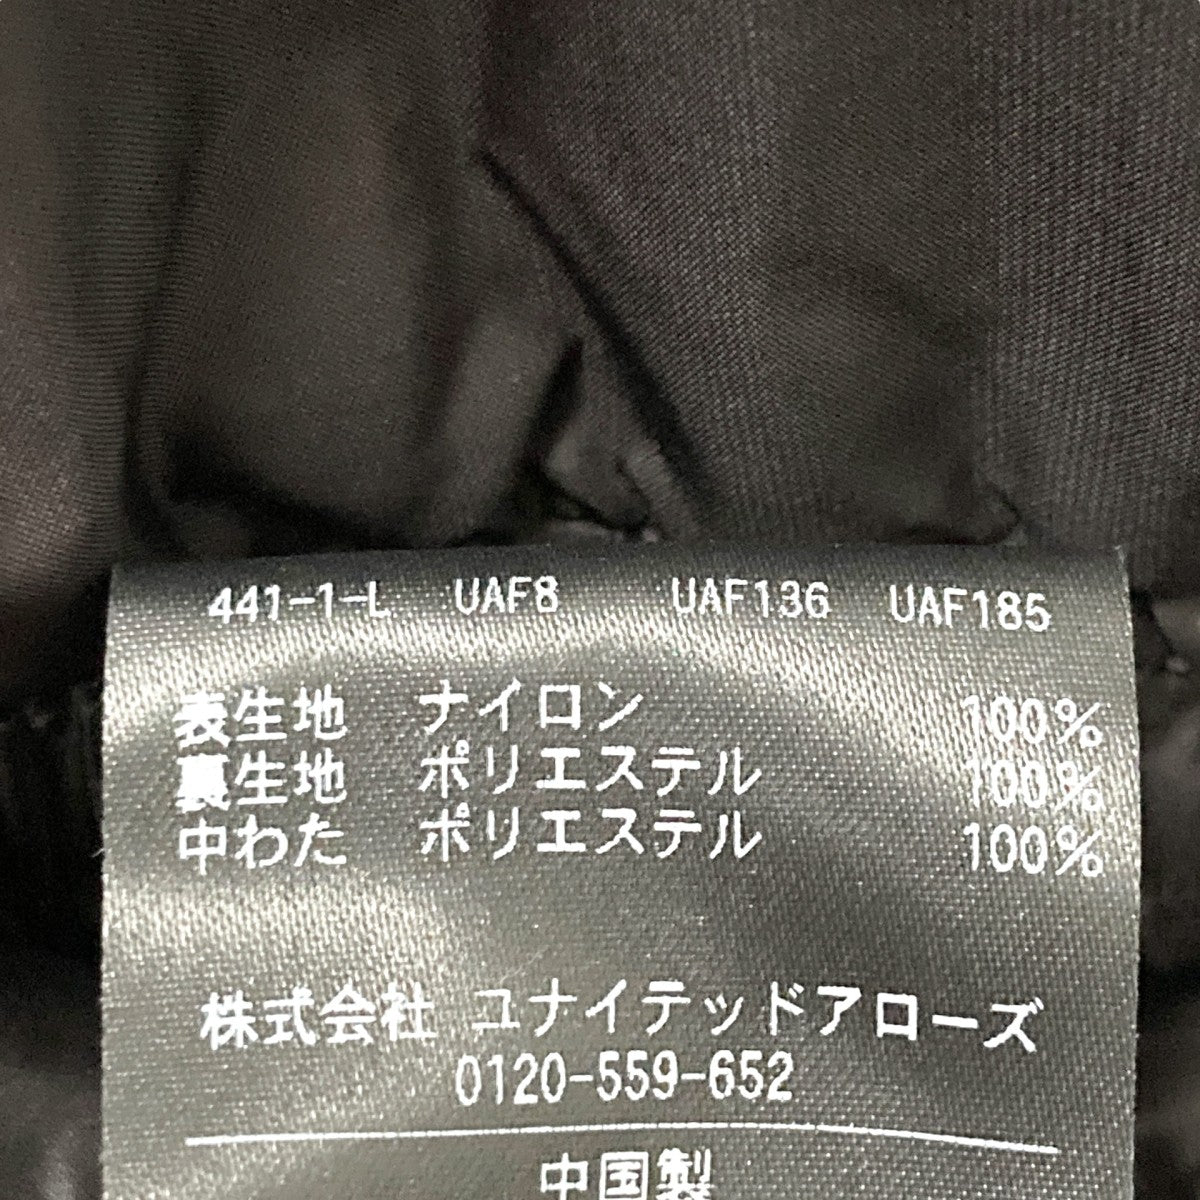 441-1-L UAF8 UAF136 UAF185
表生地 ナイロン 100%
裏生地 ポリエステル 100%
中わた ポリエステル 100%
株式会社 ユナイテッドアローズ
0120-559-652
中国製